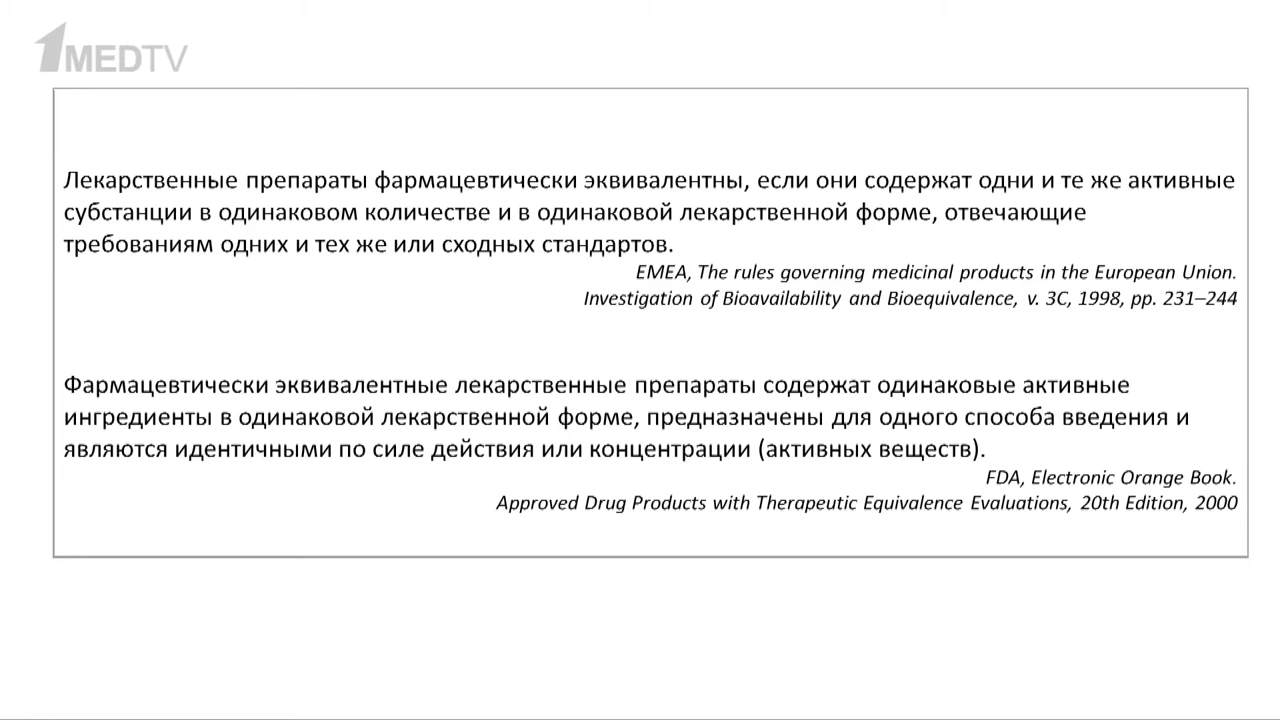 1MEDTV
Лекарственные препараты фармацевтически эквивалентны, если они содержат одни и те же активные
субстанции в одинаковом количестве и в одинаковой лекарственной форме, отвечающие
требованиям одних и тех же или сходных стандартов.
EMEA, The rules governing medicinal products in the European Union.
Investigation of Bioavailability and Bioequivalence, v. 3C, 1998, pp. 231–244
Фармацевтически эквивалентные лекарственные препараты содержат одинаковые активные
ингредиенты в одинаковой лекарственной форме, предназначены для одного способа введения и
являются идентичными по силе действия или концентрации (активных веществ).
FDA, Electronic Orange Book.
Approved Drug Products with Therapeutic Equivalence Evaluations, 20th Edition, 2000